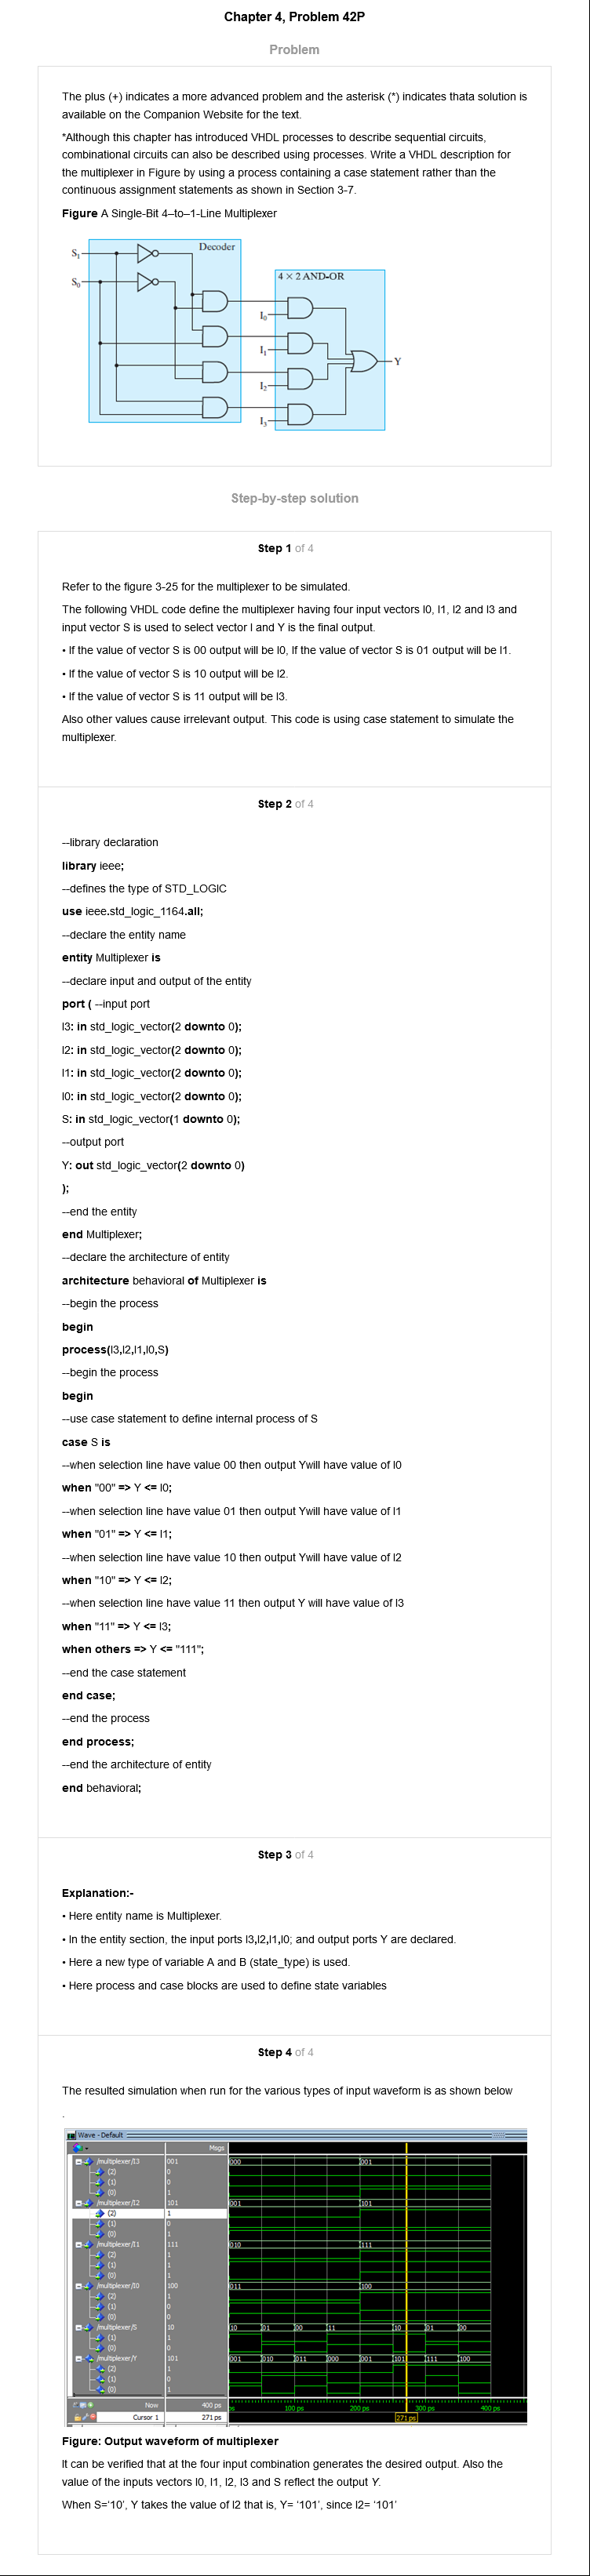 Chapter 4, Problem 42P
Problem
The plus (+) indicates a more advanced problem and the asterisk (*) indicates thata solution is
available on the Companion Website for the text.
*Although this chapter has introduced VHDL processes to describe sequential circuits,
combinational circuits can also be described using processes. Write a VHDL description for
the multiplexer in Figure by using a process containing a case statement rather than the
continuous assignment statements as shown in Section 3-7.
Figure A Single-Bit 4–to–1-Line Multiplexer
Decoder
S1
S0
4 × 2 AND-OR
I0
I1
I2
I3
Y
Step-by-step solution
Step 1 of 4
Refer to the figure 3-25 for the multiplexer to be simulated.
The following VHDL code define the multiplexer having four input vectors I0, I1, I2 and I3 and
input vector S is used to select vector I and Y is the final output.
• If the value of vector S is 00 output will be I0, If the value of vector S is 01 output will be I1.
• If the value of vector S is 10 output will be I2.
• If the value of vector S is 11 output will be I3.
Also other values cause irrelevant output. This code is using case statement to simulate the
multiplexer.
Step 2 of 4
--library declaration
library ieee;
--defines the type of STD_LOGIC
use ieee.std_logic_1164.all;
--declare the entity name
entity Multiplexer is
--declare input and output of the entity
port ( --input port
I3: in std_logic_vector(2 downto 0);
I2: in std_logic_vector(2 downto 0);
I1: in std_logic_vector(2 downto 0);
I0: in std_logic_vector(2 downto 0);
S: in std_logic_vector(1 downto 0);
--output port
Y: out std_logic_vector(2 downto 0)
);
--end the entity
end Multiplexer;
--declare the architecture of entity
architecture behavioral of Multiplexer is
--begin the process
begin
process(I3,I2,I1,I0,S)
--begin the process
begin
--use case statement to define internal process of S
case S is
--when selection line have value 00 then output Ywill have value of I0
when "00" => Y <= I0;
--when selection line have value 01 then output Ywill have value of I1
when "01" => Y <= I1;
--when selection line have value 10 then output Ywill have value of I2
when "10" => Y <= I2;
--when selection line have value 11 then output Y will have value of I3
when "11" => Y <= I3;
when others => Y <= "111";
--end the case statement
end case;
--end the process
end process;
--end the architecture of entity
end behavioral;
Step 3 of 4
Explanation:-
• Here entity name is Multiplexer.
• In the entity section, the input ports I3,I2,I1,I0; and output ports Y are declared.
• Here a new type of variable A and B (state_type) is used.
• Here process and case blocks are used to define state variables
Step 4 of 4
The resulted simulation when run for the various types of input waveform is as shown below
.
Wave - Default
Msgs
/multiplexer/I3 001 000 001
(2) 0
(1) 0
(0) 1
/multiplexer/I2 101 001 101
(2) 1
(1) 0
(0) 1
/multiplexer/I1 111 010 111
(2) 1
(1) 1
(0) 1
/multiplexer/I0 100 011 100
(2) 1
(1) 0
(0) 0
/multiplexer/S 10 10 01 00 11 10 01 00
(1) 1
(0) 0
/multiplexer/Y 101 001 010 011 000 001 101 111 100
(2) 1
(1) 0
(0) 1
Now 400 ps ps 100 ps 200 ps 300 ps 400 ps
Cursor 1 271 ps 271 ps
Figure: Output waveform of multiplexer
It can be verified that at the four input combination generates the desired output. Also the
value of the inputs vectors I0, I1, I2, I3 and S reflect the output Y.
When S=‘10’, Y takes the value of I2 that is, Y= ‘101’, since I2= ‘101’